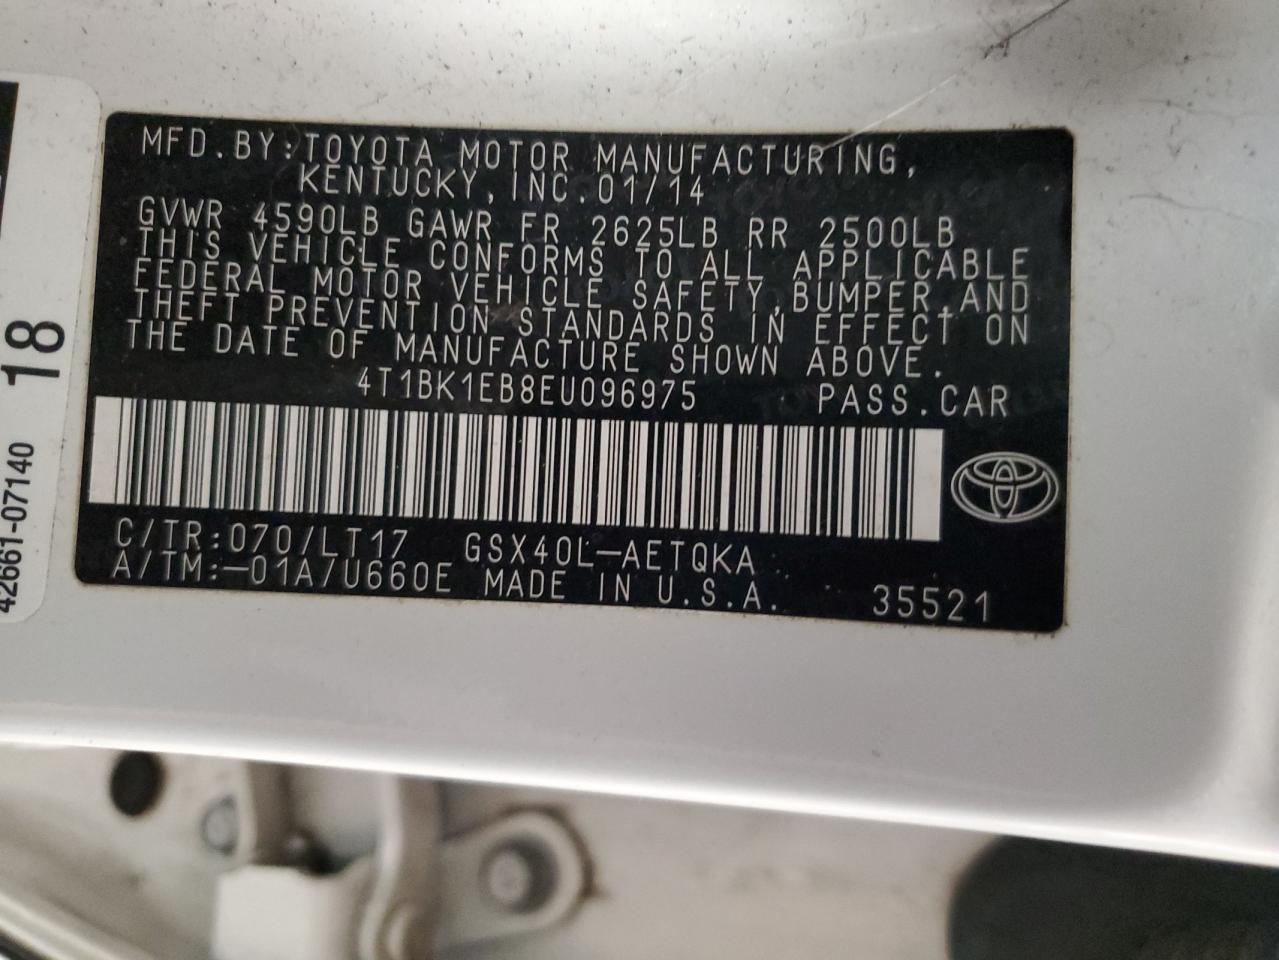 MFD.BY:TOYOTA MOTOR MANUFACTURING,
KENTUCKY,INC.01/14
GVWR 4590LB GAWR FR 2625LB RR 2500LB
THIS VEHICLE CONFORMS TO ALL APPLICABLE
FEDERAL MOTOR VEHICLE SAFETY,BUMPER,AND
THEFT PREVENTION STANDARDS IN EFFECT ON
THE DATE OF MANUFACTURE SHOWN ABOVE.
4T1BK1EB8EU096975 PASS.CAR
C/TR:070/LT17 GSX40L-AETQKA
A/TM:-01A/U660E MADE IN U.S.A. 35521
42661-07140
18